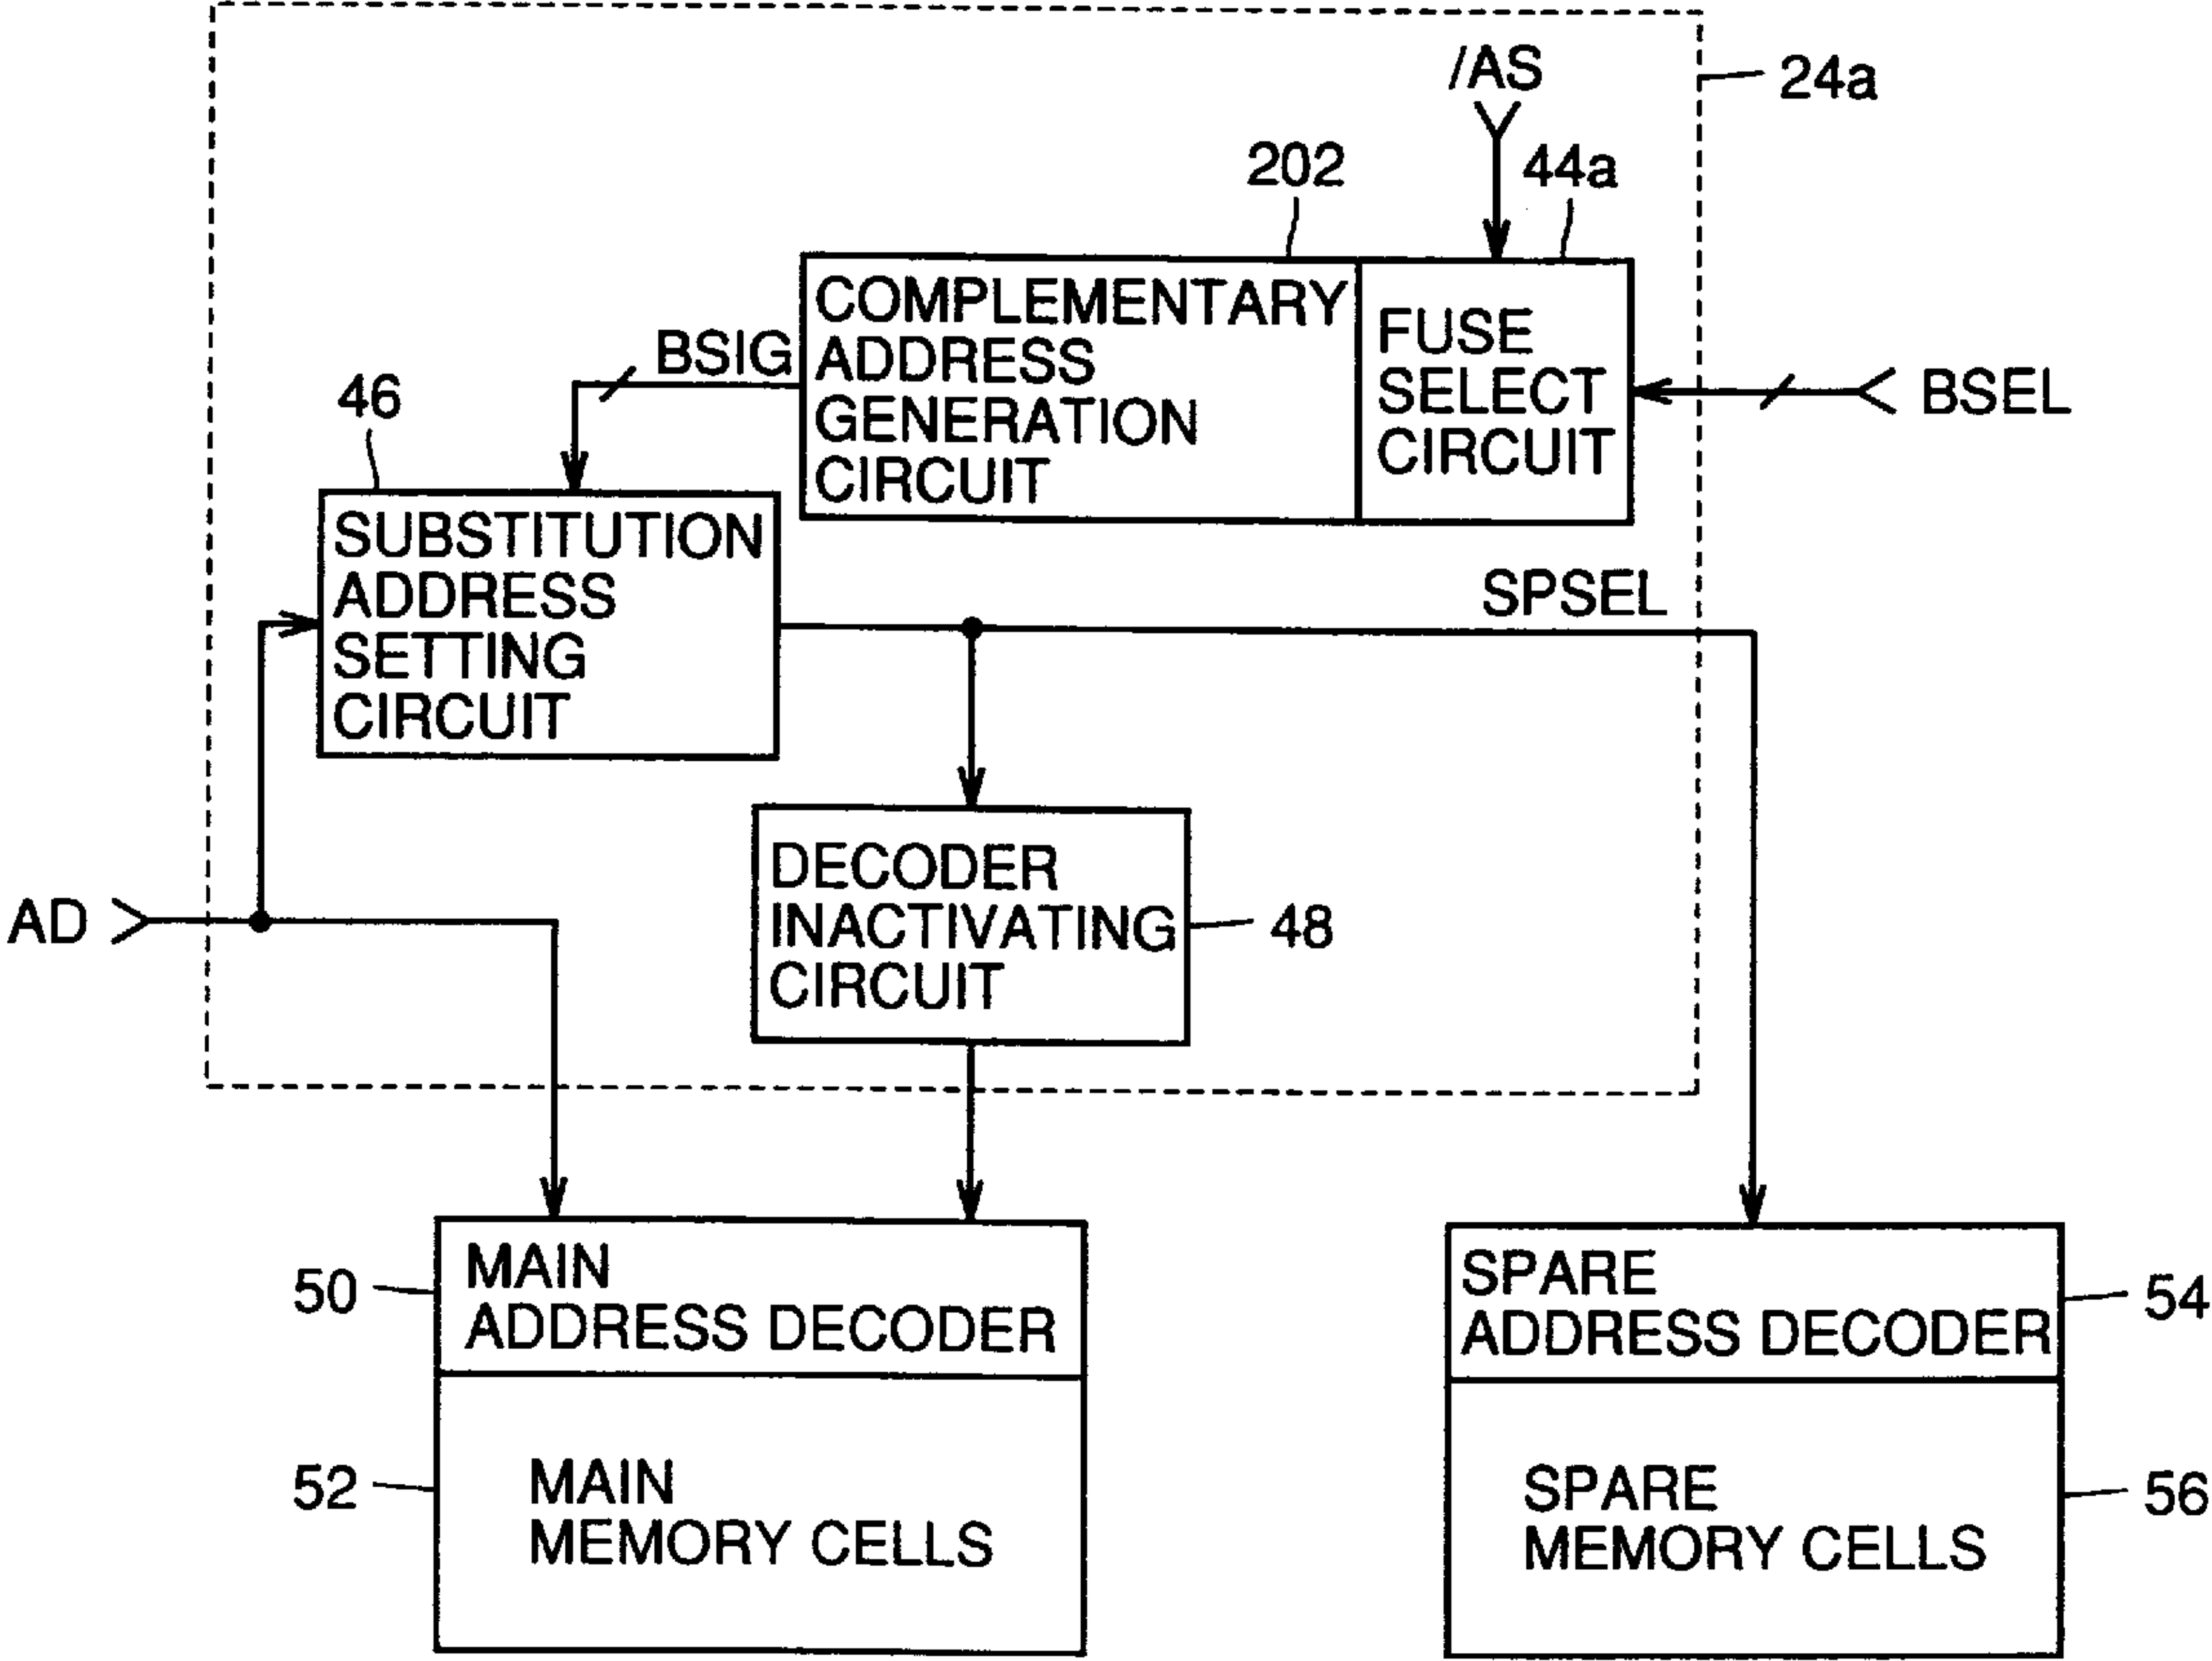 /AS
24a
202
44a
COMPLEMENTARY
ADDRESS
GENERATION
CIRCUIT
FUSE
SELECT
CIRCUIT
BSIG
BSEL
46
SUBSTITUTION
ADDRESS
SETTING
CIRCUIT
SPSEL
DECODER
INACTIVATING
CIRCUIT
48
AD
50
MAIN
ADDRESS DECODER
SPARE
ADDRESS DECODER
54
52
MAIN
MEMORY CELLS
SPARE
MEMORY CELLS
56